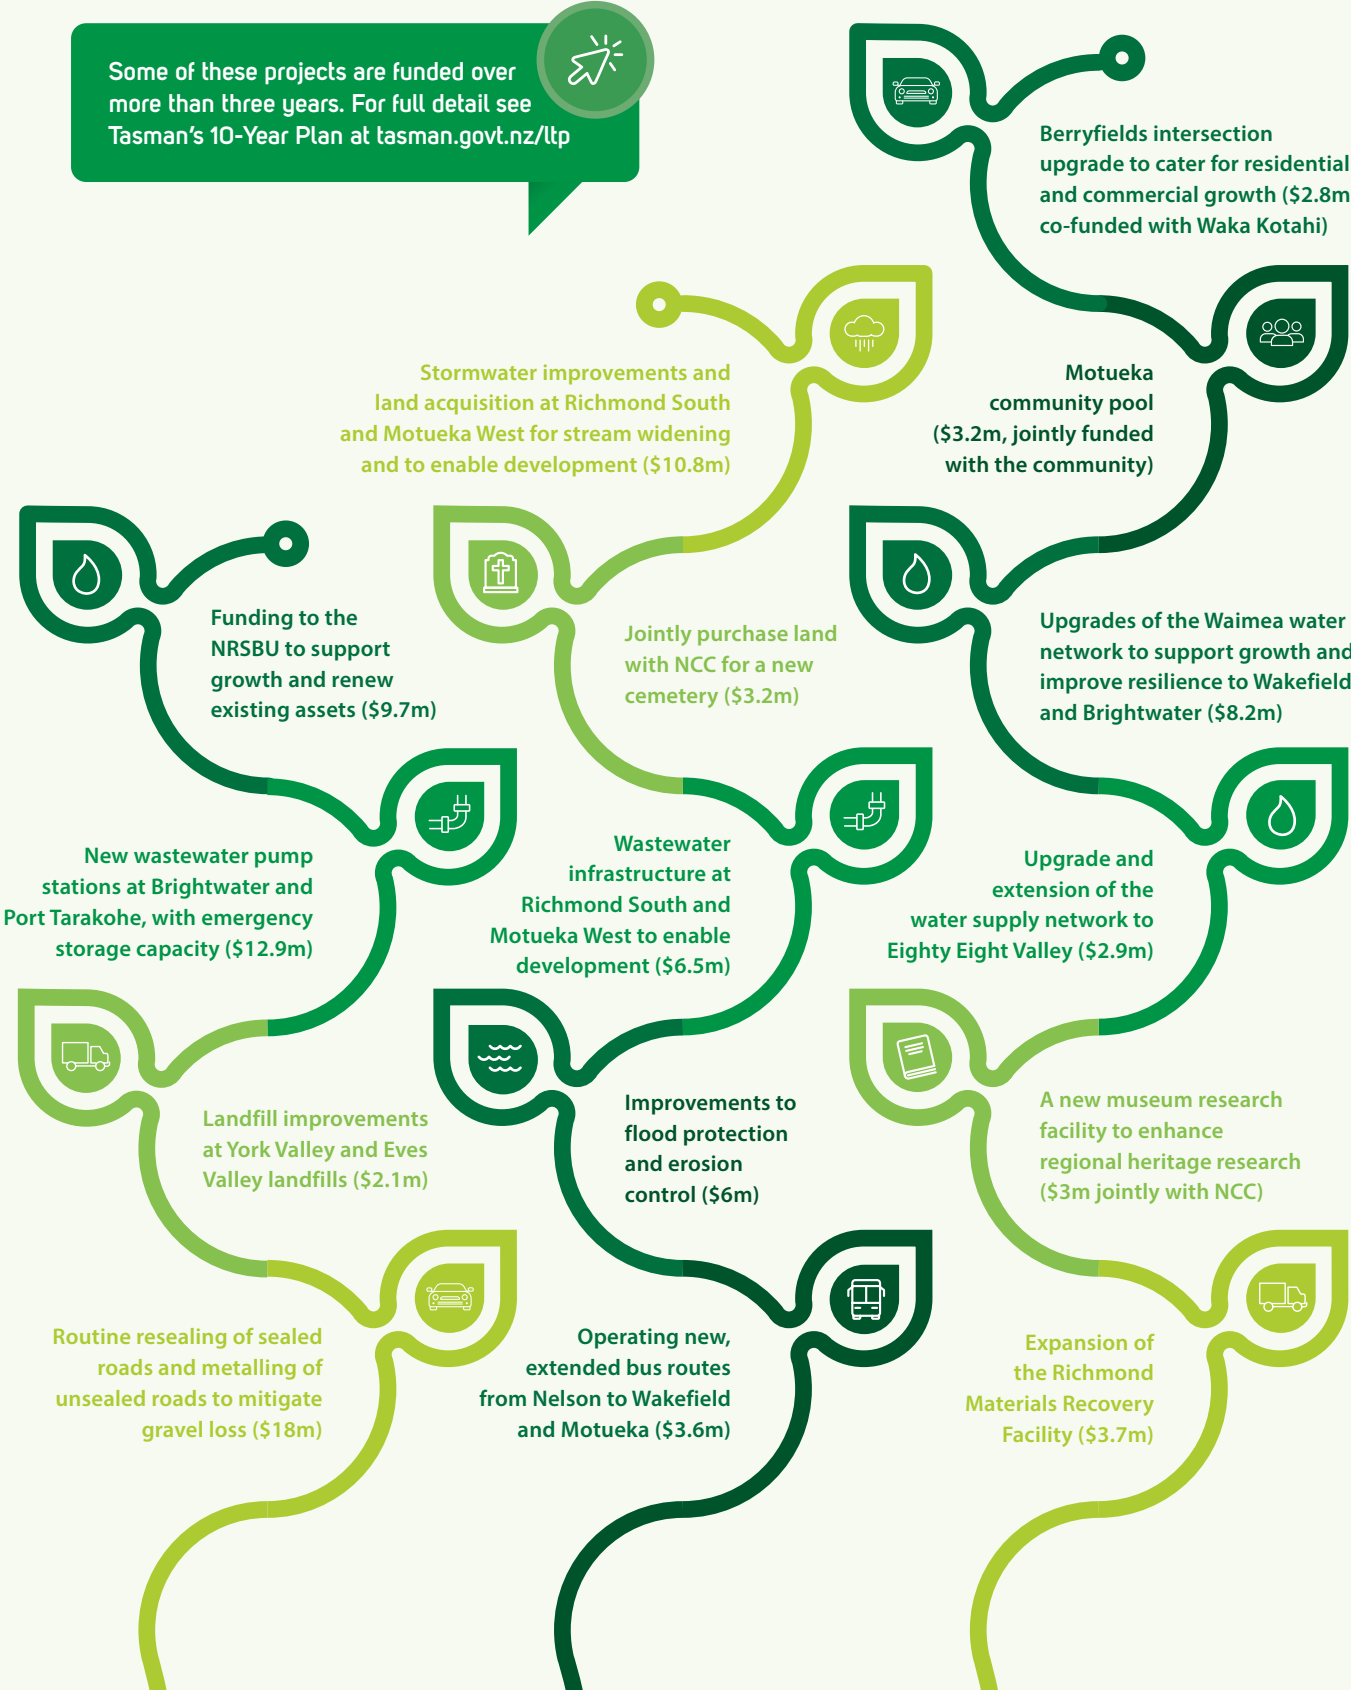 Some of these projects are funded over
more than three years. For full detail see
Tasman's 10-Year Plan at tasman.govt.nz/ltp
Berryfields intersection
upgrade to cater for residential
and commercial growth ($2.8m
co-funded with Waka Kotahi)
Stormwater improvements and
land acquisition at Richmond South
and Motueka West for stream widening
and to enable development ($10.8m)
Motueka
community pool
($3.2m, jointly funded
with the community)
Funding to the
NRSBU to support
growth and renew
existing assets ($9.7m)
Jointly purchase land
with NCC for a new
cemetery ($3.2m)
Upgrades of the Waimea water
network to support growth and
improve resilience to Wakefield
and Brightwater ($8.2m)
New wastewater pump
stations at Brightwater and
Port Tarakohe, with emergency
storage capacity ($12.9m)
Wastewater
infrastructure at
Richmond South and
Motueka West to enable
development ($6.5m)
Upgrade and
extension of the
water supply network to
Eighty Eight Valley ($2.9m)
Landfill improvements
at York Valley and Eves
Valley landfills ($2.1m)
Improvements to
flood protection
and erosion
control ($6m)
A new museum research
facility to enhance
regional heritage research
($3m jointly with NCC)
Routine resealing of sealed
roads and metalling of
unsealed roads to mitigate
gravel loss ($18m)
Operating new,
extended bus routes
from Nelson to Wakefield
and Motueka ($3.6m)
Expansion of
the Richmond
Materials Recovery
Facility ($3.7m)